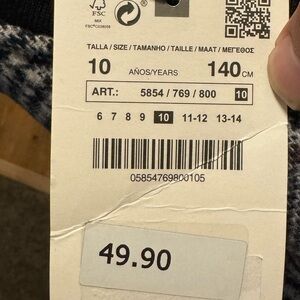 FSC
MIX
TALLA / SIZE / TAMANHO / TAILLE / MAAT / ΜΕΓΕΘΟΣ
10 AÑOS/YEARS 140 CM
ART.: 5854 / 769 / 800 10
6 7 8 9 10 11-12 13-14
05854769800105
49.90